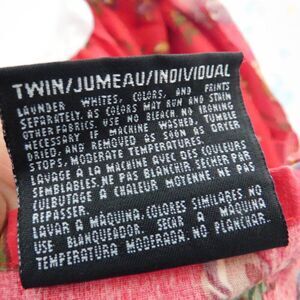 TWIN/JUMEAU/INDIVIDUAL
LAUNDER WHITES, COLORS, AND PRINTS
SEPARATELY, AS COLORS MAY RUN AND STAIN
OTHER FABRICS. USE NO BLEACH. NO IRONING
NECESSARY IF MACHINE WASHED, TUMBLE
DRIED, AND REMOVED AS SOON AS DRYER
STOPS, MODERATE TEMPERATURES.
LAVAGE A LA MACHINE AVEC DES COULEURS
SEMBLABLES. NE PAS BLANCHIR. SECHER PAR
CULBUTAGE A CHALEUR MOYENNE. NE PAS
REPASSER.
LAVAR A MAQUINA. COLORES SIMILARES NO
USE BLANQUEADOR. SECAR A MAQUINA
TEMPERATURA MODERADA. NO PLANCHAR.